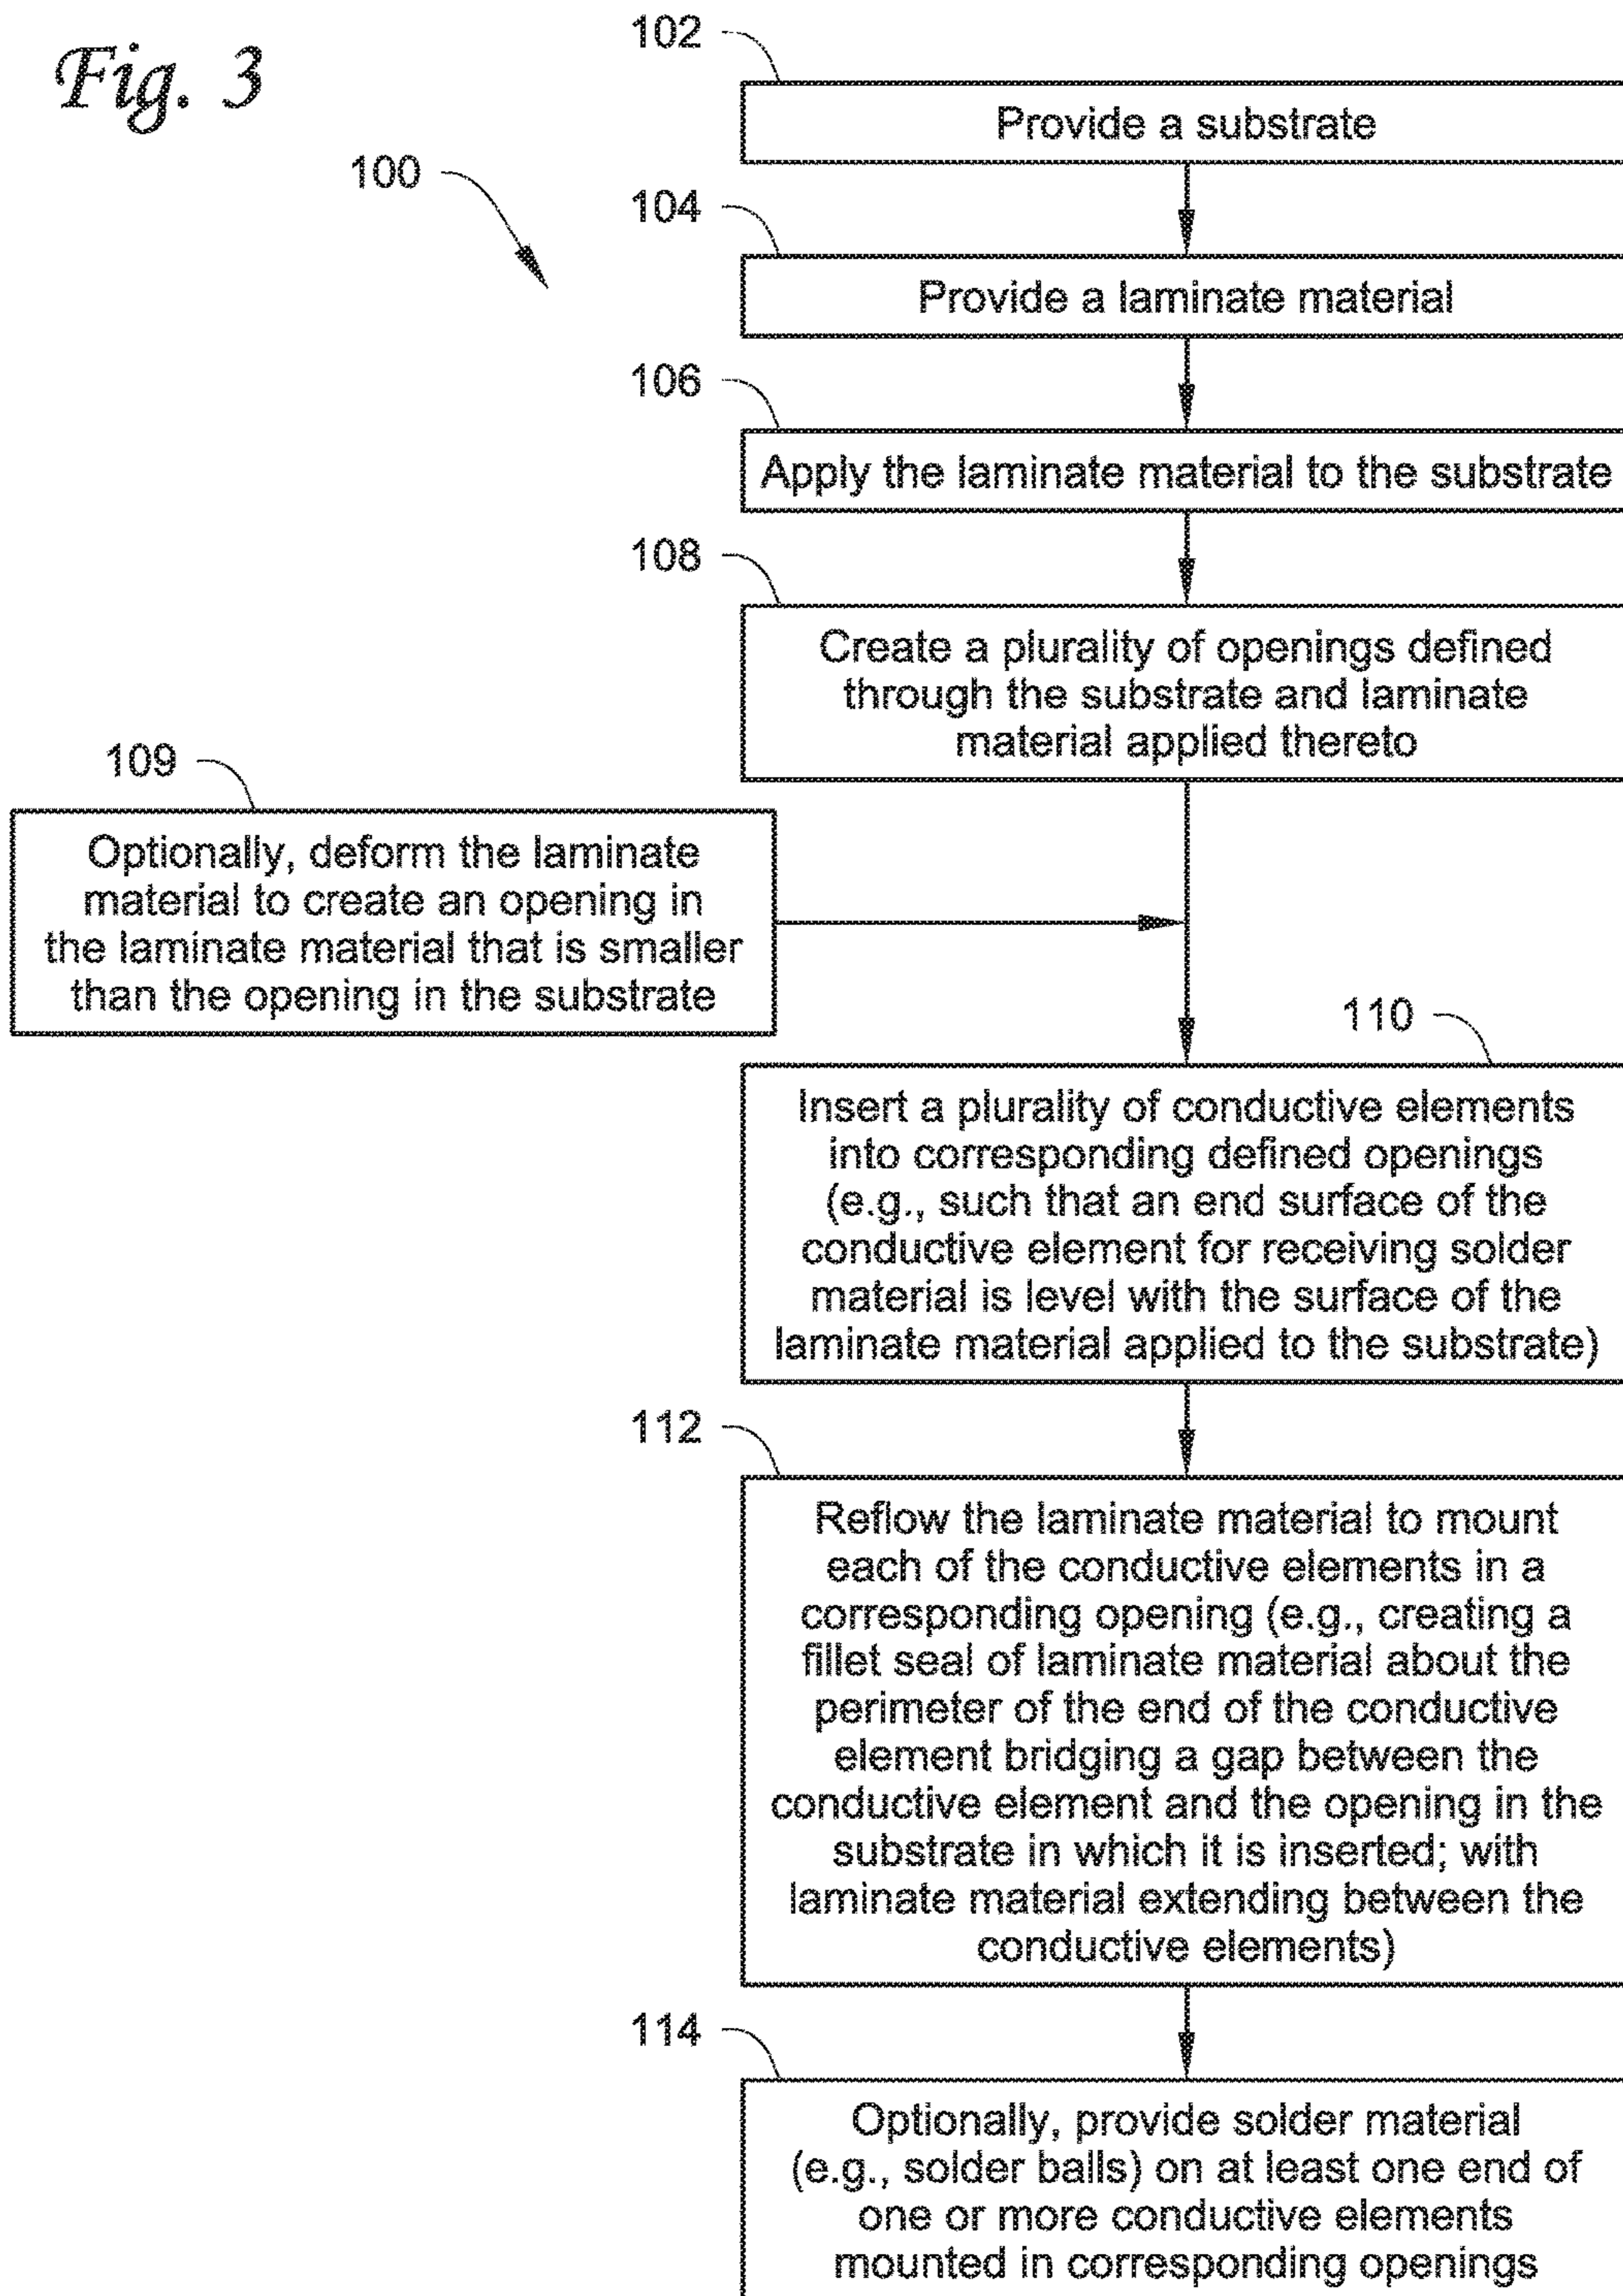 Fig. 3
100
102
Provide a substrate
104
Provide a laminate material
106
Apply the laminate material to the substrate
108
Create a plurality of openings defined
through the substrate and laminate
material applied thereto
109
Optionally, deform the laminate
material to create an opening in
the laminate material that is smaller
than the opening in the substrate
110
Insert a plurality of conductive elements
into corresponding defined openings
(e.g., such that an end surface of the
conductive element for receiving solder
material is level with the surface of the
laminate material applied to the substrate)
112
Reflow the laminate material to mount
each of the conductive elements in a
corresponding opening (e.g., creating a
fillet seal of laminate material about the
perimeter of the end of the conductive
element bridging a gap between the
conductive element and the opening in the
substrate in which it is inserted; with
laminate material extending between the
conductive elements)
114
Optionally, provide solder material
(e.g., solder balls) on at least one end of
one or more conductive elements
mounted in corresponding openings